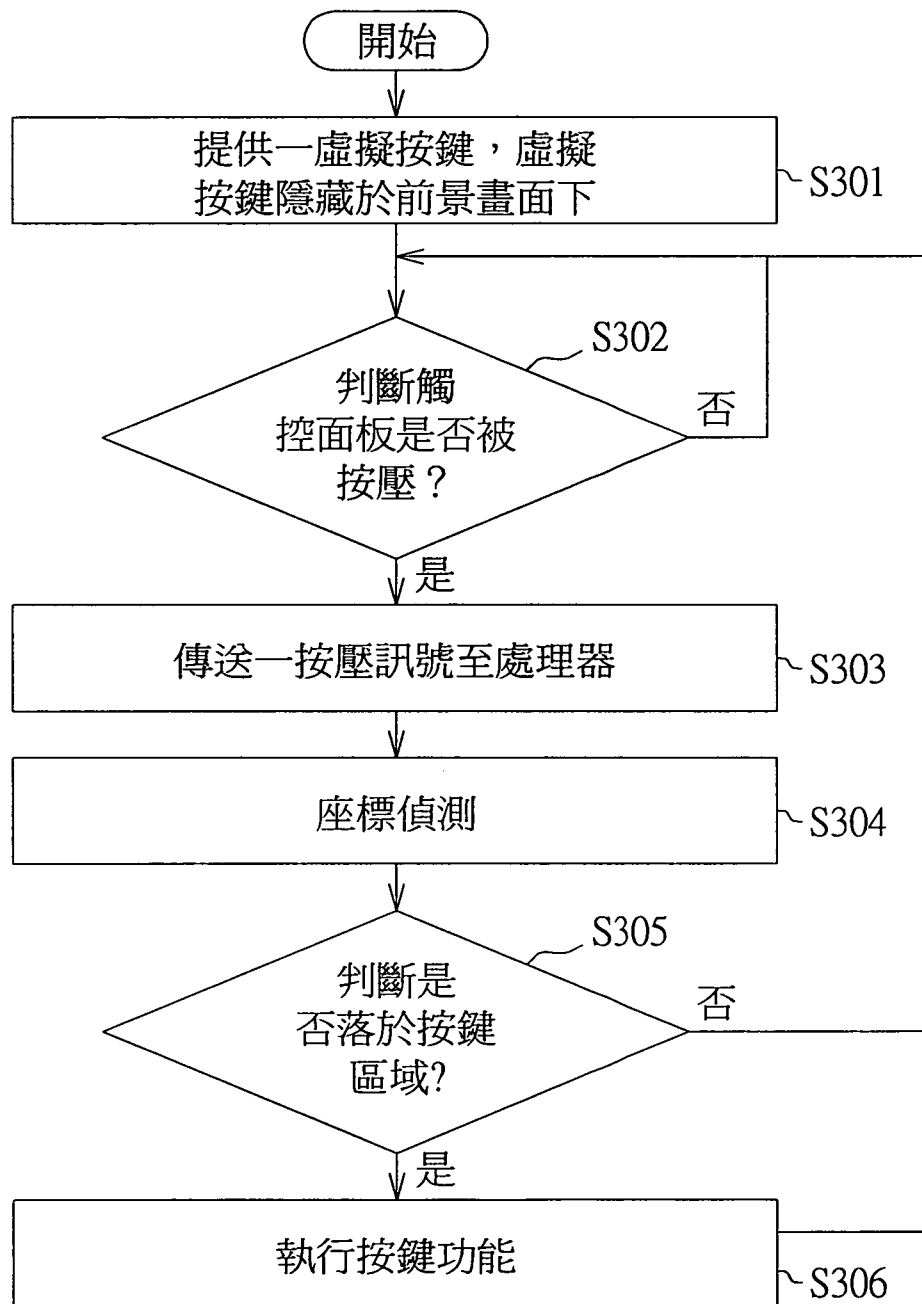 開始
提供一虛擬按鍵，虛擬
按鍵隱藏於前景畫面下
S301
S302
判斷觸
控面板是否被
按壓？
否
是
傳送一按壓訊號至處理器
S303
座標偵測
S304
S305
判斷是
否落於按鍵
區域?
否
是
執行按鍵功能
S306